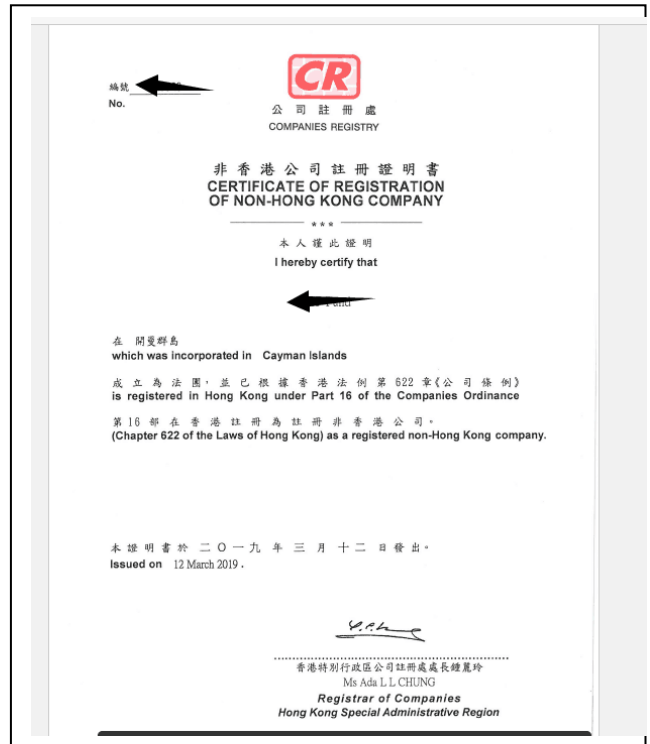 編號
No.
CR
公司註冊處
COMPANIES REGISTRY
非香港公司註冊證明書
CERTIFICATE OF REGISTRATION
OF NON-HONG KONG COMPANY
***
本人謹此證明
I hereby certify that
Fund
在 開曼群島
which was incorporated in Cayman Islands
成立為法團，並已根據香港法例第 622 章《公司條例》
is registered in Hong Kong under Part 16 of the Companies Ordinance
第 16 部在香港註冊為註冊非香港公司。
(Chapter 622 of the Laws of Hong Kong) as a registered non-Hong Kong company.
本證明書於二〇一九年三月十二日發出。
Issued on 12 March 2019.
香港特別行政區公司註冊處處長鍾麗玲
Ms Ada L L CHUNG
Registrar of Companies
Hong Kong Special Administrative Region